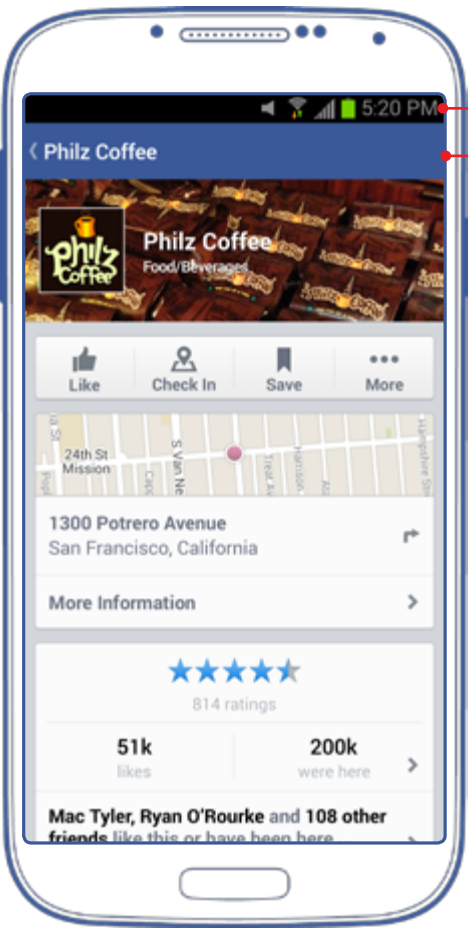 5:20 PM
Philz Coffee
Philz
Coffee
Philz Coffee
Food/Beverages
Like
Check In
Save
More
24th St
Mission
S Van Ne
Treat Av
Harrison
Hampshire Str
1300 Potrero Avenue
San Francisco, California
More Information
814 ratings
51k
200k
likes
were here
Mac Tyler, Ryan O'Rourke and 108 other
friends like this or have been here